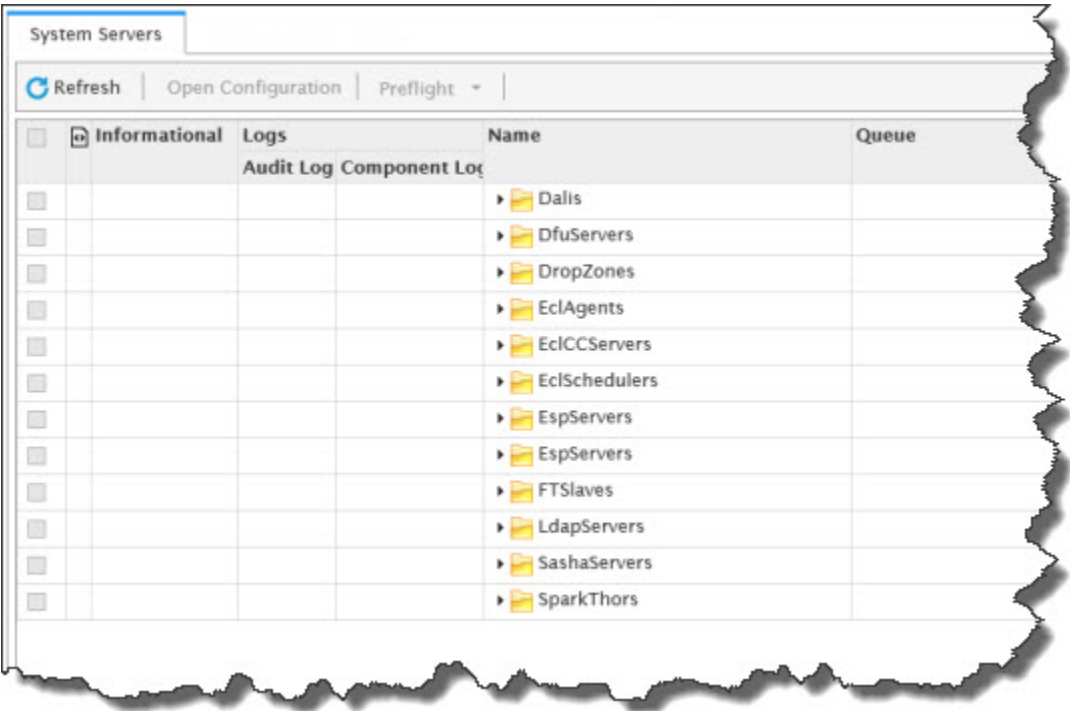 System Servers
Refresh Open Configuration Preflight
Informational Logs Name Queue
Audit Log Component Log
Dalis
DfuServers
DropZones
EclAgents
EclCCServers
EclSchedulers
EspServers
EspServers
FTSlaves
LdapServers
SashaServers
SparkThors